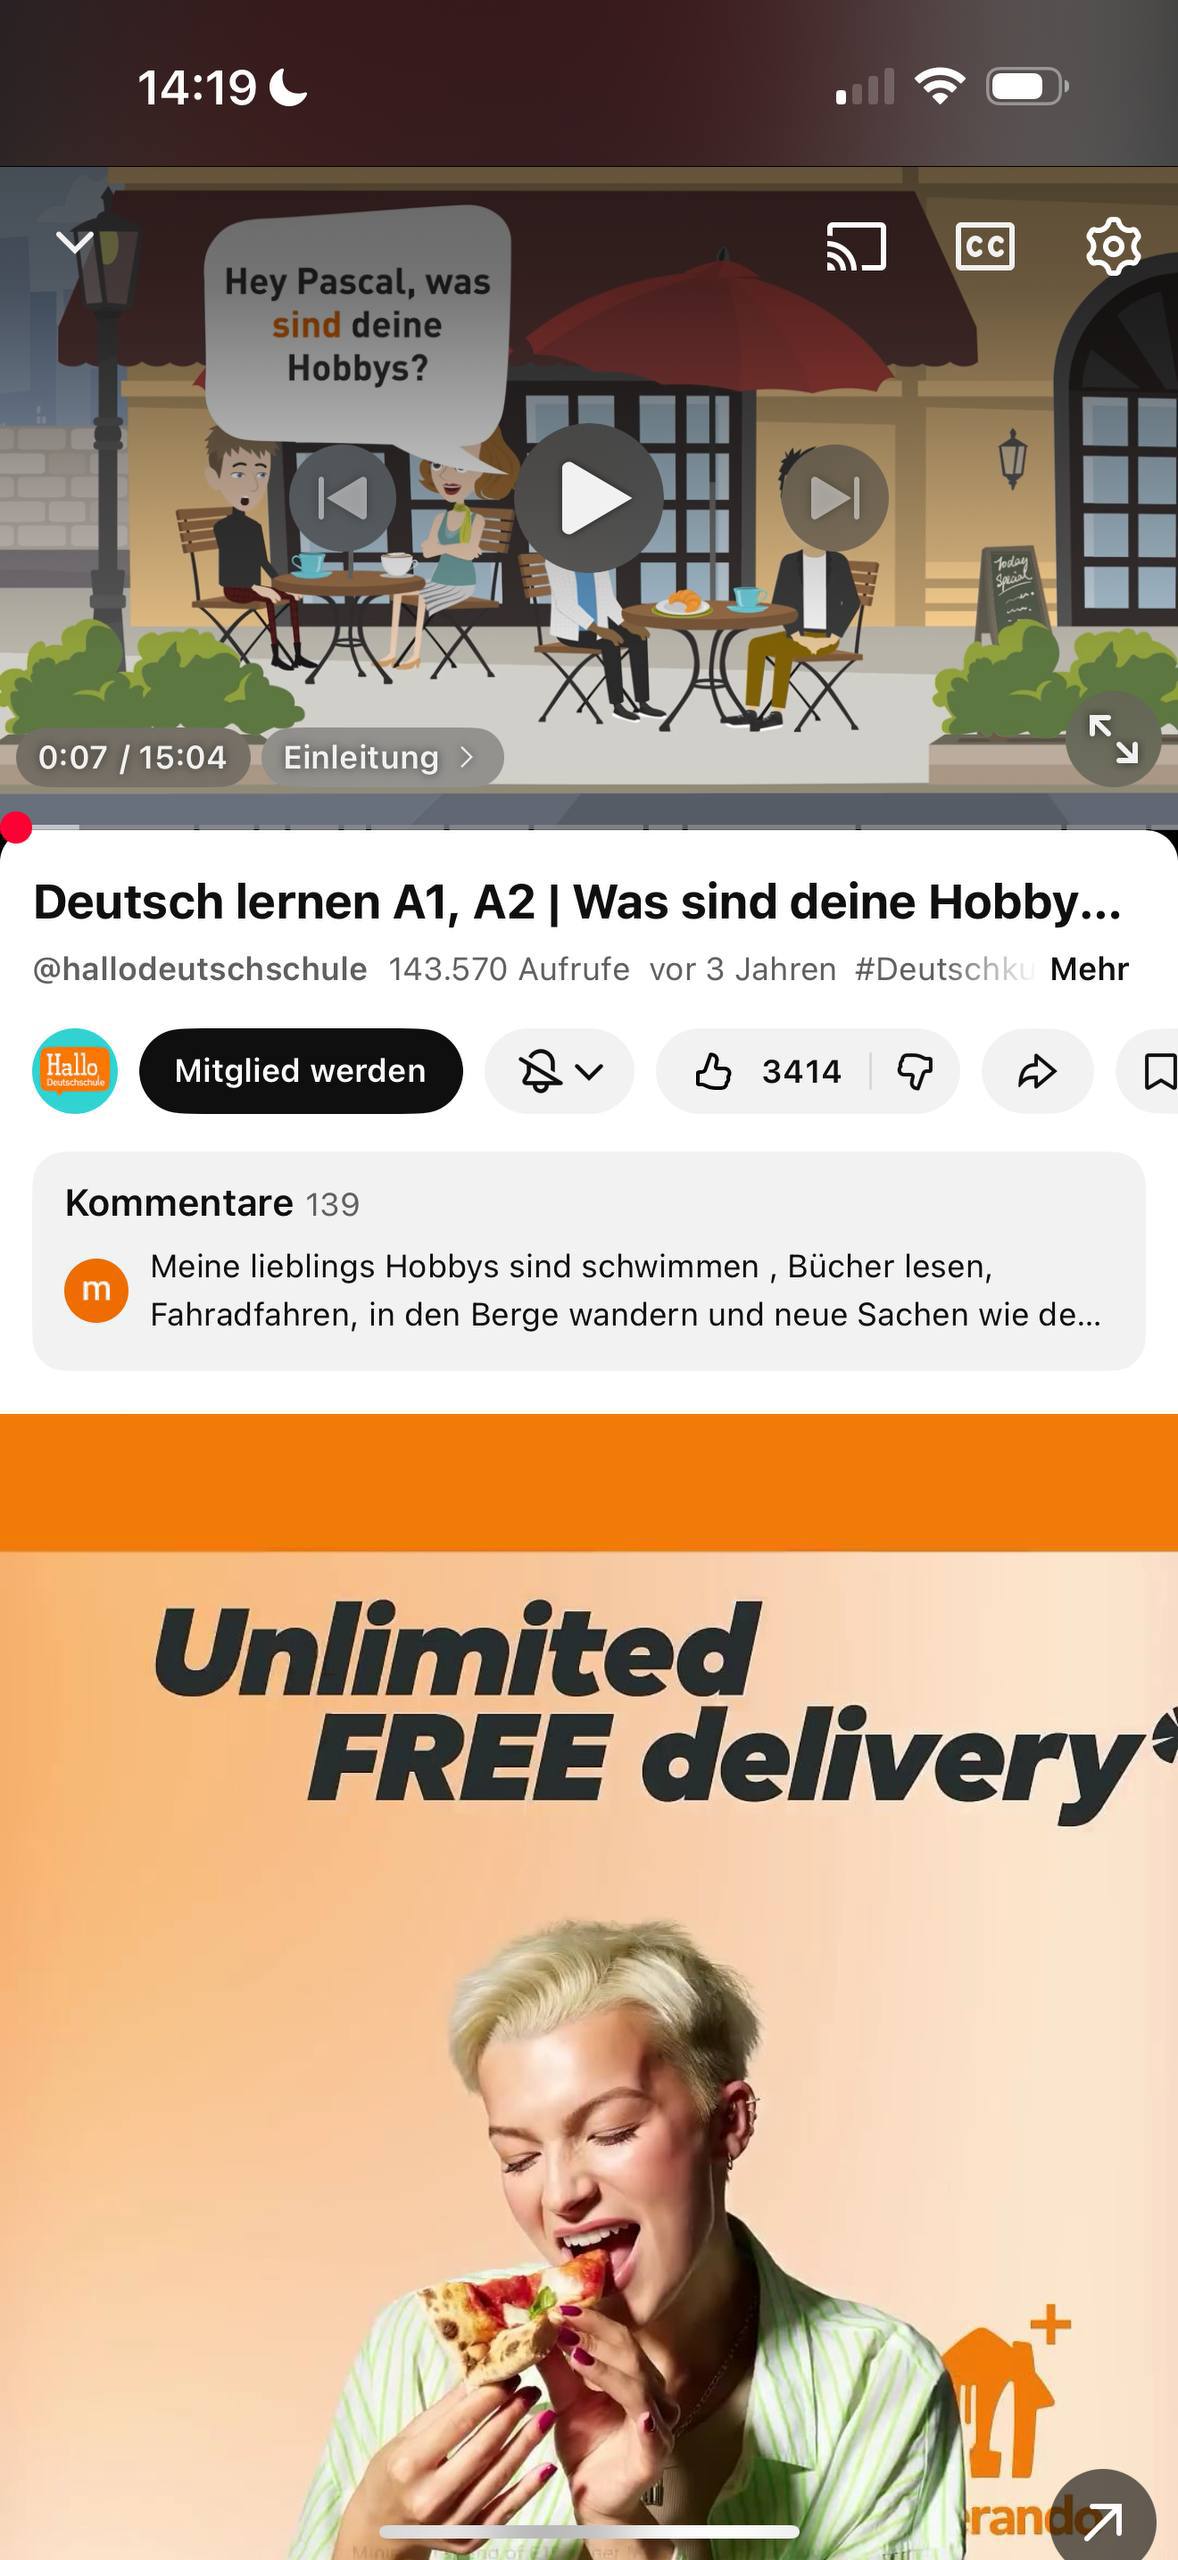 14:19
Hey Pascal, was
sind deine
Hobbys?
CC
Today
Special
0:07 / 15:04 Einleitung
Deutsch lernen A1, A2 | Was sind deine Hobby...
@hallodeutschschule 143.570 Aufrufe vor 3 Jahren #Deutschku Mehr
Hallo
Deutschschule
Mitglied werden
3414
Kommentare 139
m
Meine lieblings Hobbys sind schwimmen , Bücher lesen,
Fahradfahren, in den Berge wandern und neue Sachen wie de...
Unlimited
FREE delivery*
erando